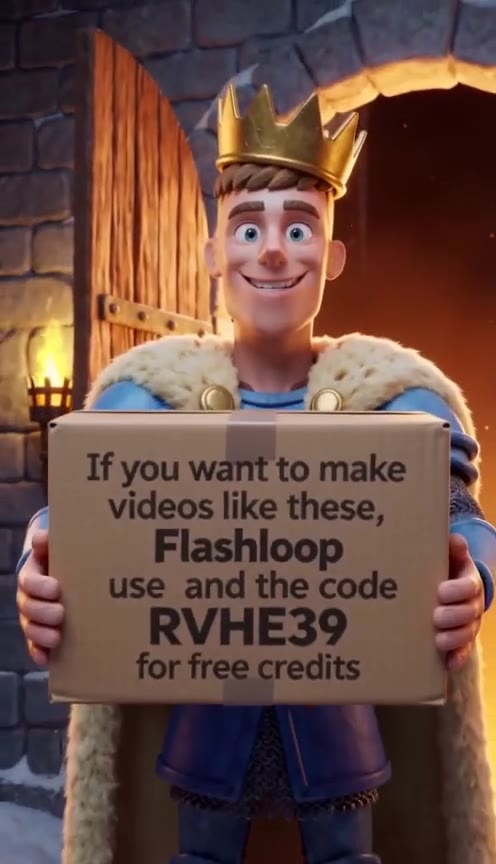 If you want to make
videos like these,
Flashloop
use and the code
RVHE39
for free credits